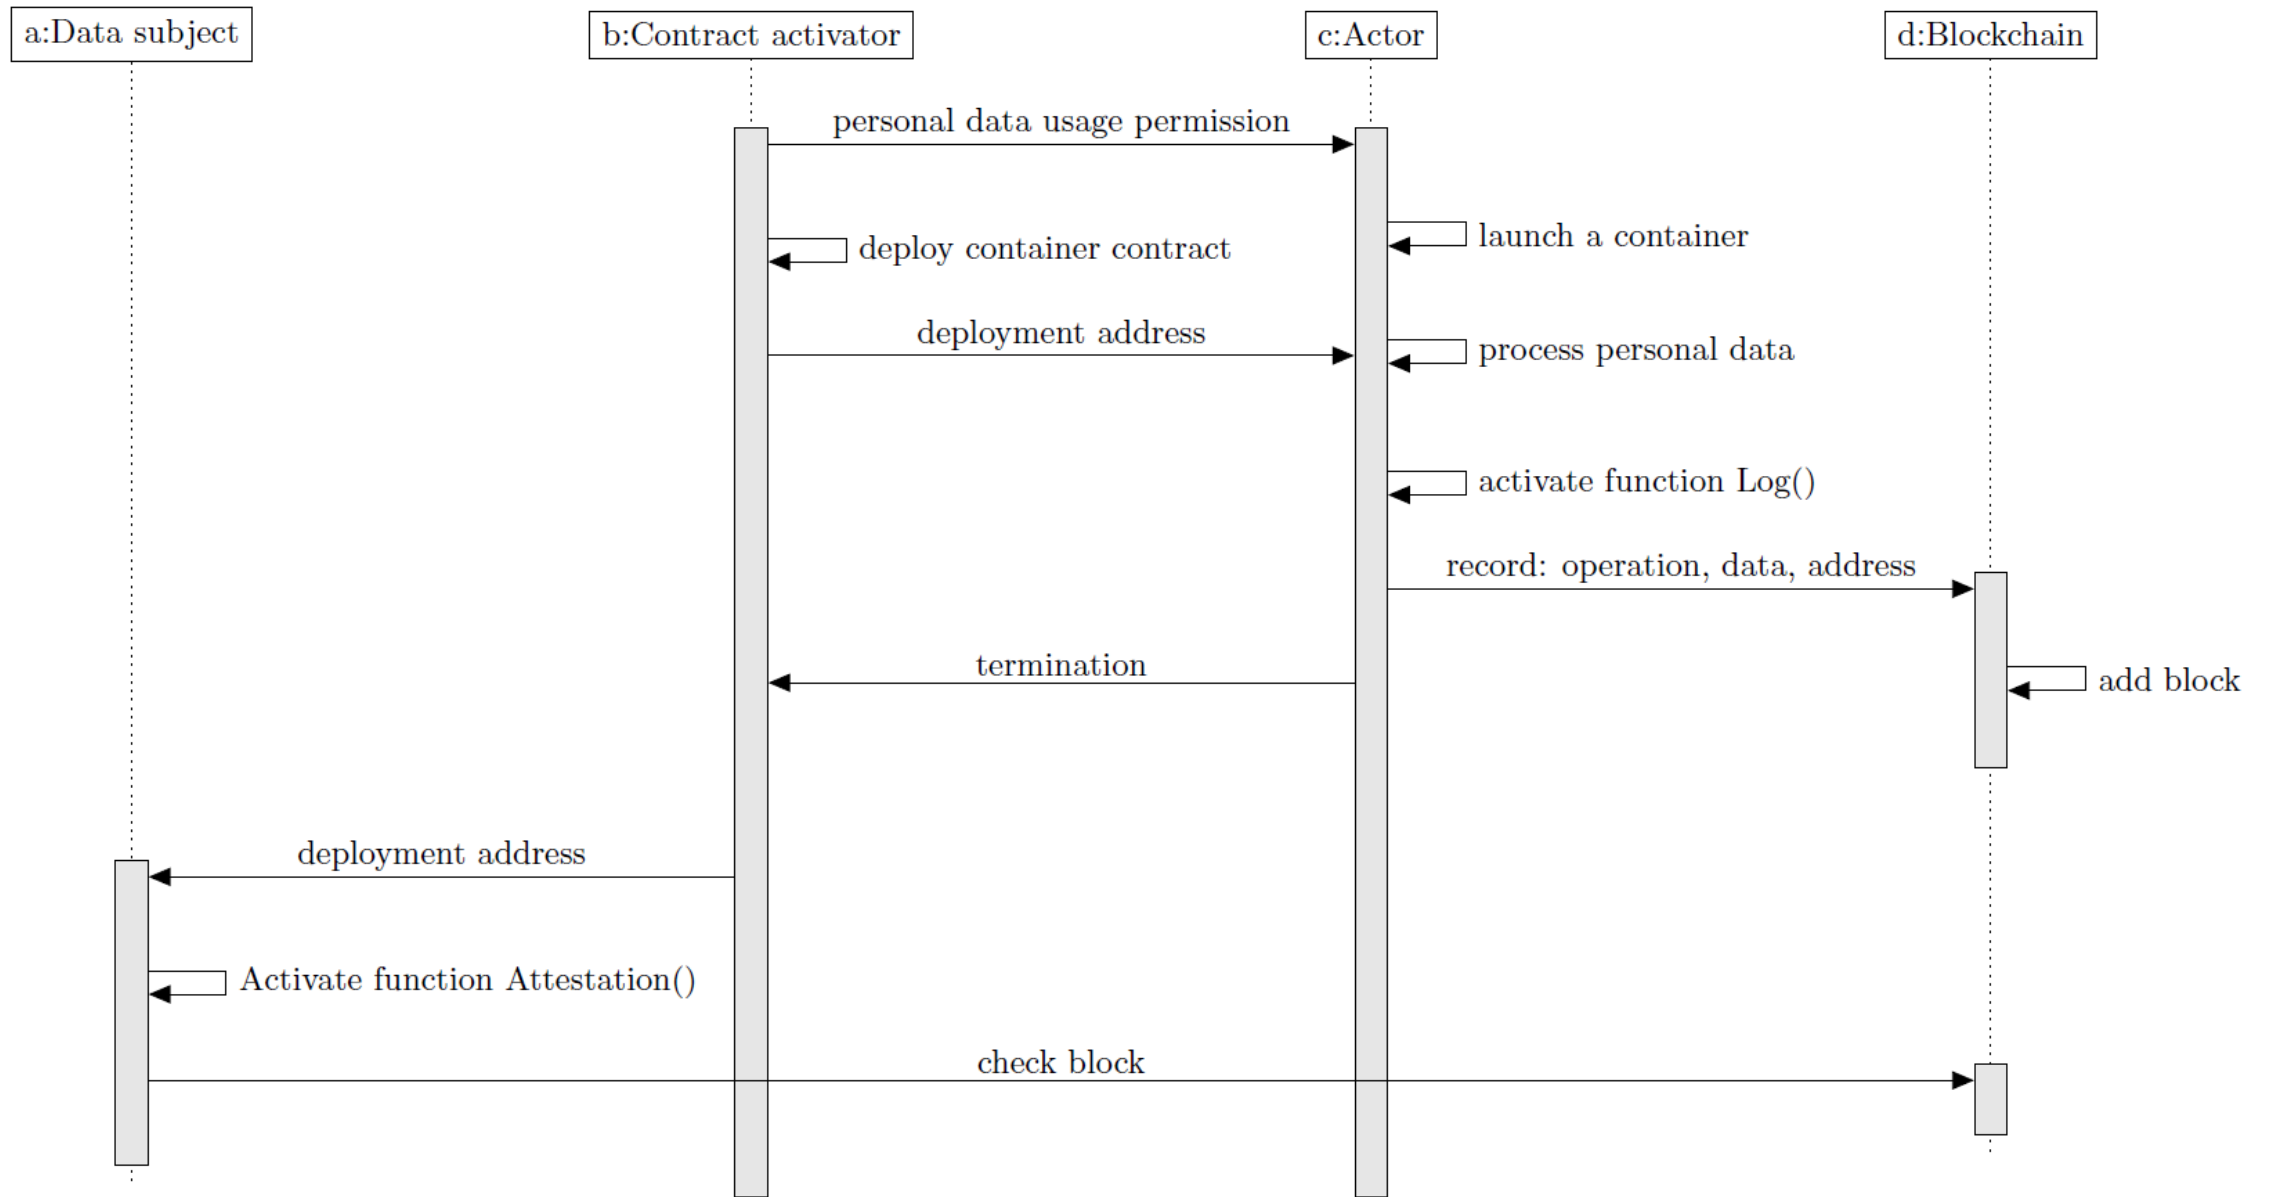 a:Data subject
b:Contract activator
c:Actor
d:Blockchain
personal data usage permission
launch a container
deploy container contract
deployment address
process personal data
activate function Log()
record: operation, data, address
termination
add block
deployment address
Activate function Attestation()
check block